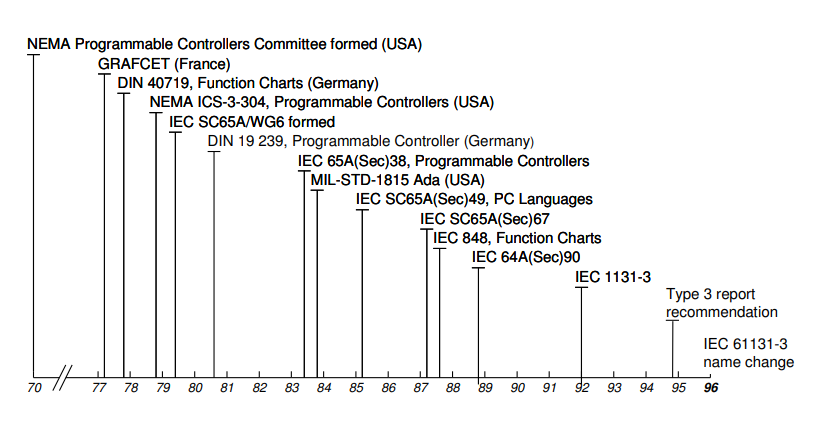 NEMA Programmable Controllers Committee formed (USA)
GRAFCET (France)
DIN 40719, Function Charts (Germany)
NEMA ICS-3-304, Programmable Controllers (USA)
IEC SC65A/WG6 formed
DIN 19 239, Programmable Controller (Germany)
IEC 65A(Sec)38, Programmable Controllers
MIL-STD-1815 Ada (USA)
IEC SC65A(Sec)49, PC Languages
IEC SC65A(Sec)67
IEC 848, Function Charts
IEC 64A(Sec)90
IEC 1131-3
Type 3 report
recommendation
IEC 61131-3
name change
70 77 78 79 80 81 82 83 84 85 86 87 88 89 90 91 92 93 94 95 96